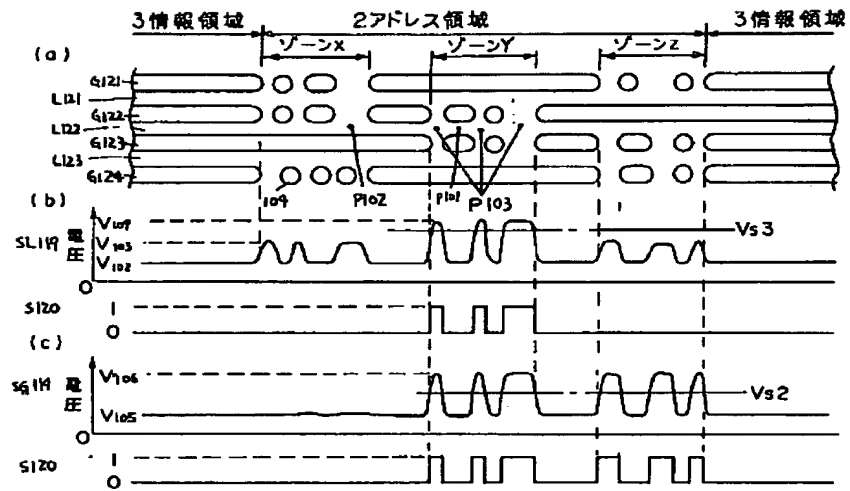 3情報領域 2アドレス領域 3情報領域
(a) ゾーンX ゾーンY ゾーンZ
G121
L121
G122
L122
G123
L123
G124
109 P102 P101 P103
(b)
V109
Vs3
SL119 電圧 V103
V102
0
S120 1
0
(c)
SG119 電圧 V106
Vs2
V105
0
S120 1
0